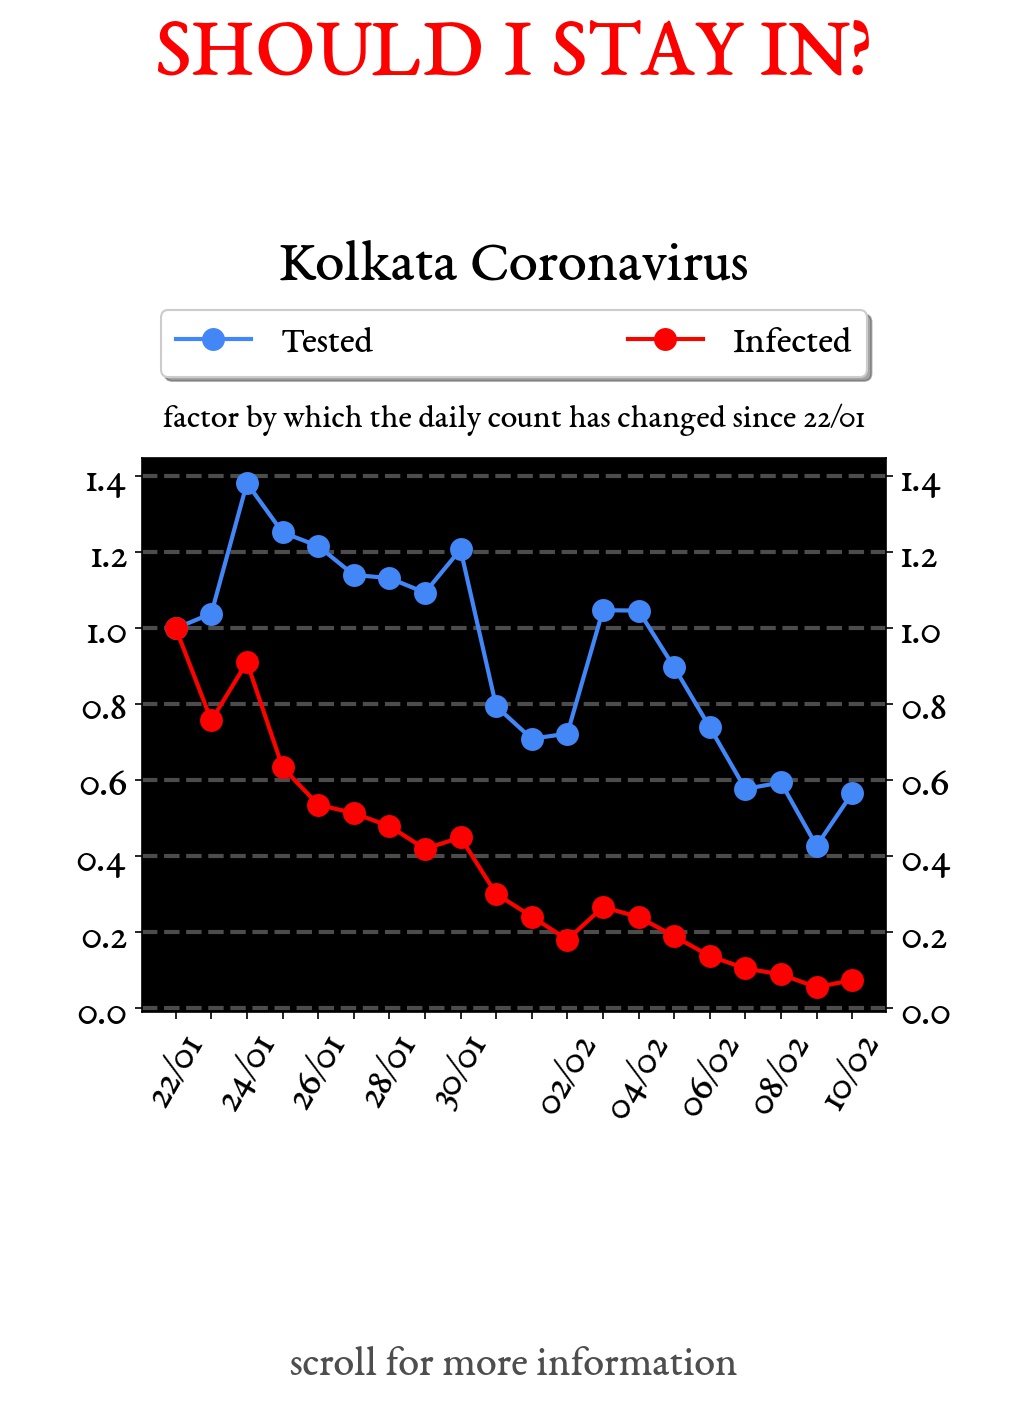 SHOULD I STAY IN?
Kolkata Coronavirus
Tested Infected
factor by which the daily count has changed since 22/01
1.4 1.4
1.2 1.2
1.0 1.0
0.8 0.8
0.6 0.6
0.4 0.4
0.2 0.2
0.0 0.0
22/01 24/01 26/01 28/01 30/01 02/02 04/02 06/02 08/02 10/02
scroll for more information